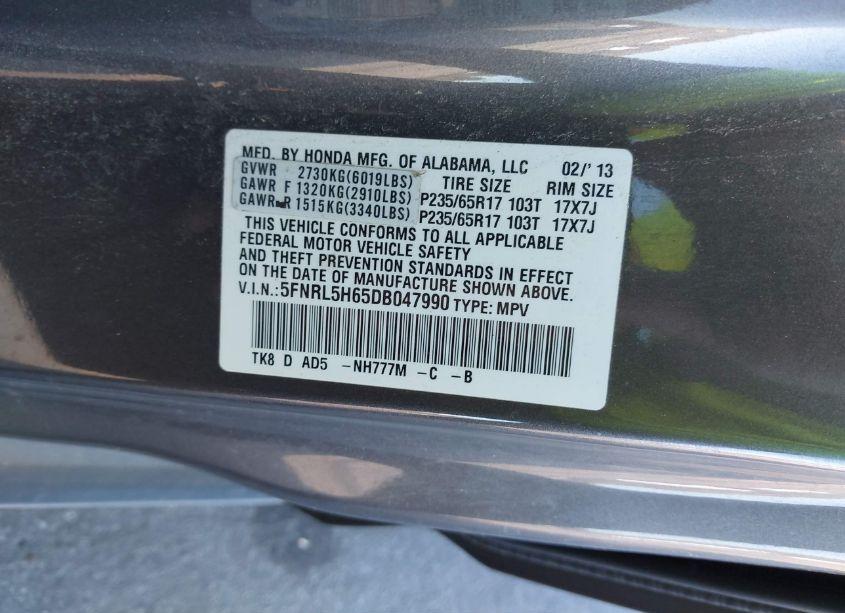 MFD. BY HONDA MFG. OF ALABAMA, LLC 02/'13
GVWR 2730KG(6019LBS) TIRE SIZE RIM SIZE
GAWR F 1320KG(2910LBS) P235/65R17 103T 17X7J
GAWR R 1515KG(3340LBS) P235/65R17 103T 17X7J
THIS VEHICLE CONFORMS TO ALL APPLICABLE
FEDERAL MOTOR VEHICLE SAFETY
AND THEFT PREVENTION STANDARDS IN EFFECT
ON THE DATE OF MANUFACTURE SHOWN ABOVE.
V.I.N.: 5FNRL5H65DB047990 TYPE: MPV
TK8 D AD5 -NH777M -C -B